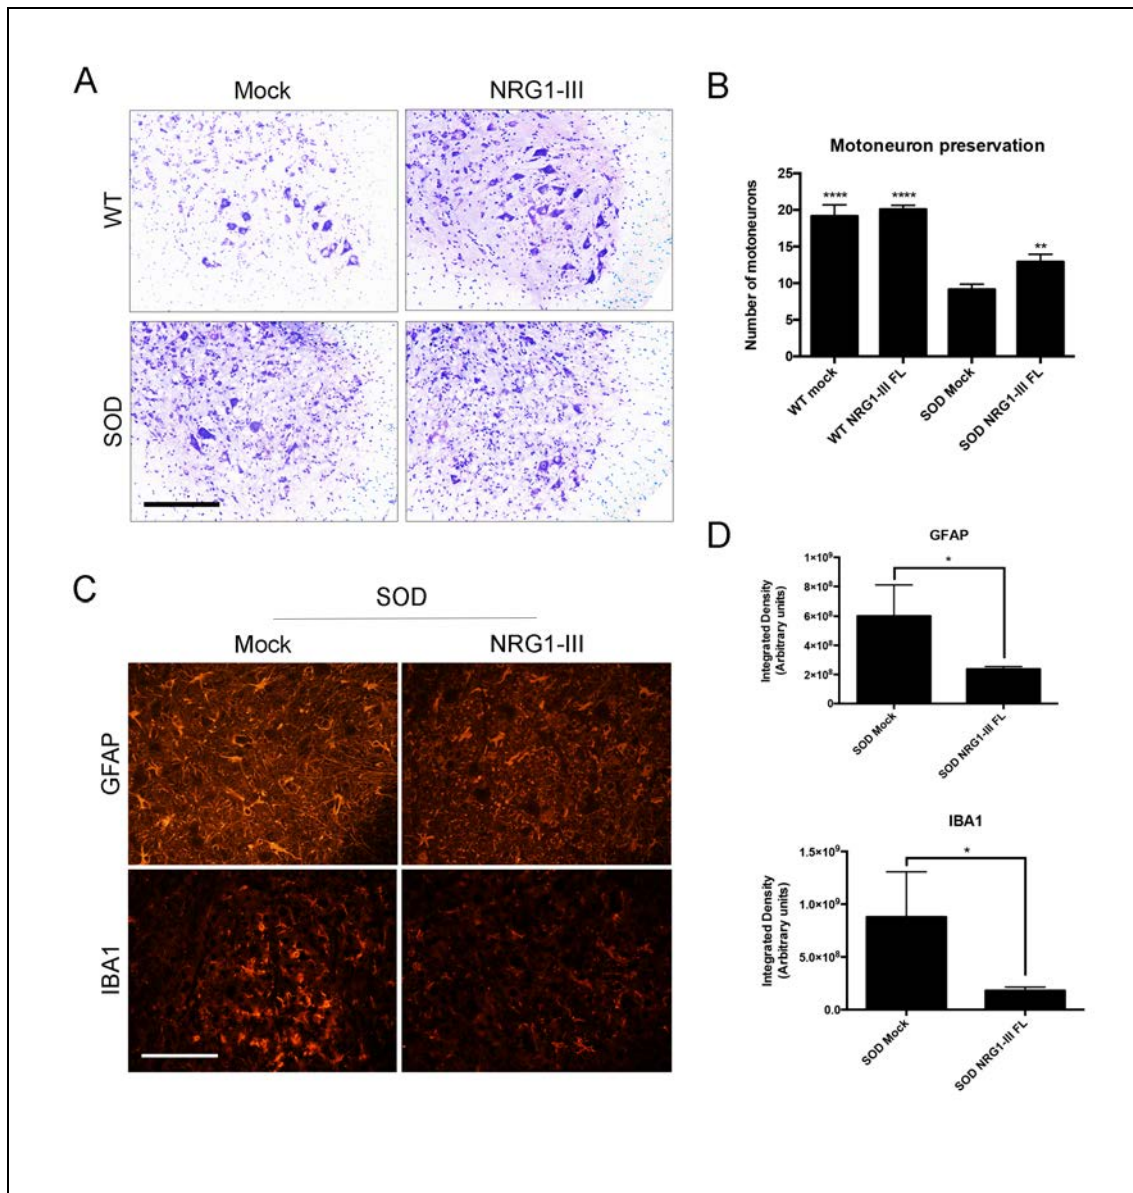 A
Mock
NRG1-III
WT
SOD
B
Motoneuron preservation
Number of motoneurons
25
20
15
10
5
0
****
****
**
WT mock
WT NRG1-III FL
SOD Mock
SOD NRG1-III FL
C
SOD
Mock
NRG1-III
GFAP
IBA1
D
GFAP
Integrated Density
(Arbitrary units)
1×10⁹
8×10⁸
6×10⁸
4×10⁸
2×10⁸
0
*
SOD Mock
SOD NRG1-III FL
IBA1
Integrated Density
(Arbitrary units)
1.5×10⁹
1.0×10⁹
5.0×10⁸
0.0
*
SOD Mock
SOD NRG1-III FL